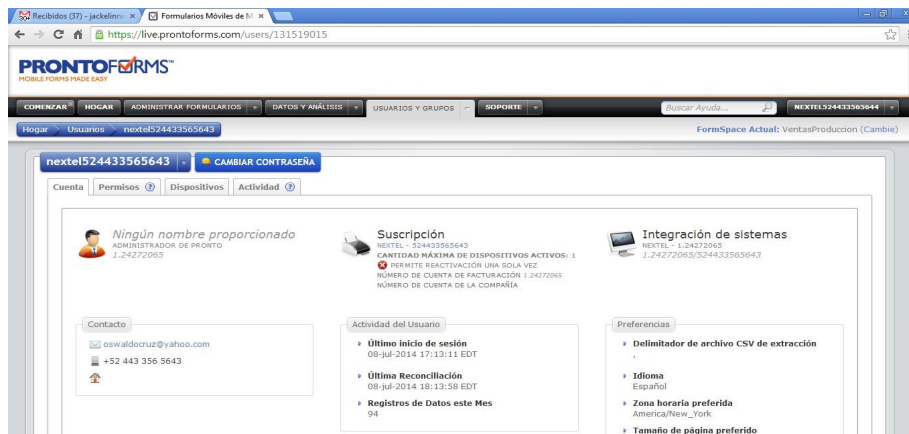 Recibidos (37) - jackelinne
Formularios Móviles de M
https://live.prontoforms.com/users/131519015
PRONTOFORMS™
MOBILE FORMS MADE EASY
COMENZAR
HOGAR
ADMINISTRAR FORMULARIOS
DATOS Y ANÁLISIS
USUARIOS Y GRUPOS
SOPORTE
Buscar Ayuda...
NEXTEL524433565644
Hogar
Usuarios
nextel524433565643
FormSpace Actual: VentasProduccion (Cambie)
nextel524433565643
CAMBIAR CONTRASEÑA
Cuenta
Permisos ?
Dispositivos
Actividad ?
Ningún nombre proporcionado
ADMINISTRADOR DE PRONTO
1.24272065
Suscripción
NEXTEL - 524433565643
CANTIDAD MÁXIMA DE DISPOSITIVOS ACTIVOS: 1
PERMITE REACTIVACIÓN UNA SOLA VEZ
NÚMERO DE CUENTA DE FACTURACIÓN 1.24272065
NÚMERO DE CUENTA DE LA COMPAÑÍA
Integración de sistemas
NEXTEL - 1.24272065
1.24272065/524433565643
Contacto
oswaldocruz@yahoo.com
+52 443 356 5643
Actividad del Usuario
Último inicio de sesión
08-jul-2014 17:13:11 EDT
Última Reconciliación
08-jul-2014 18:13:58 EDT
Registros de Datos este Mes
94
Preferencias
Delimitador de archivo CSV de extracción
,
Idioma
Español
Zona horaria preferida
America/New_York
Tamaño de página preferido